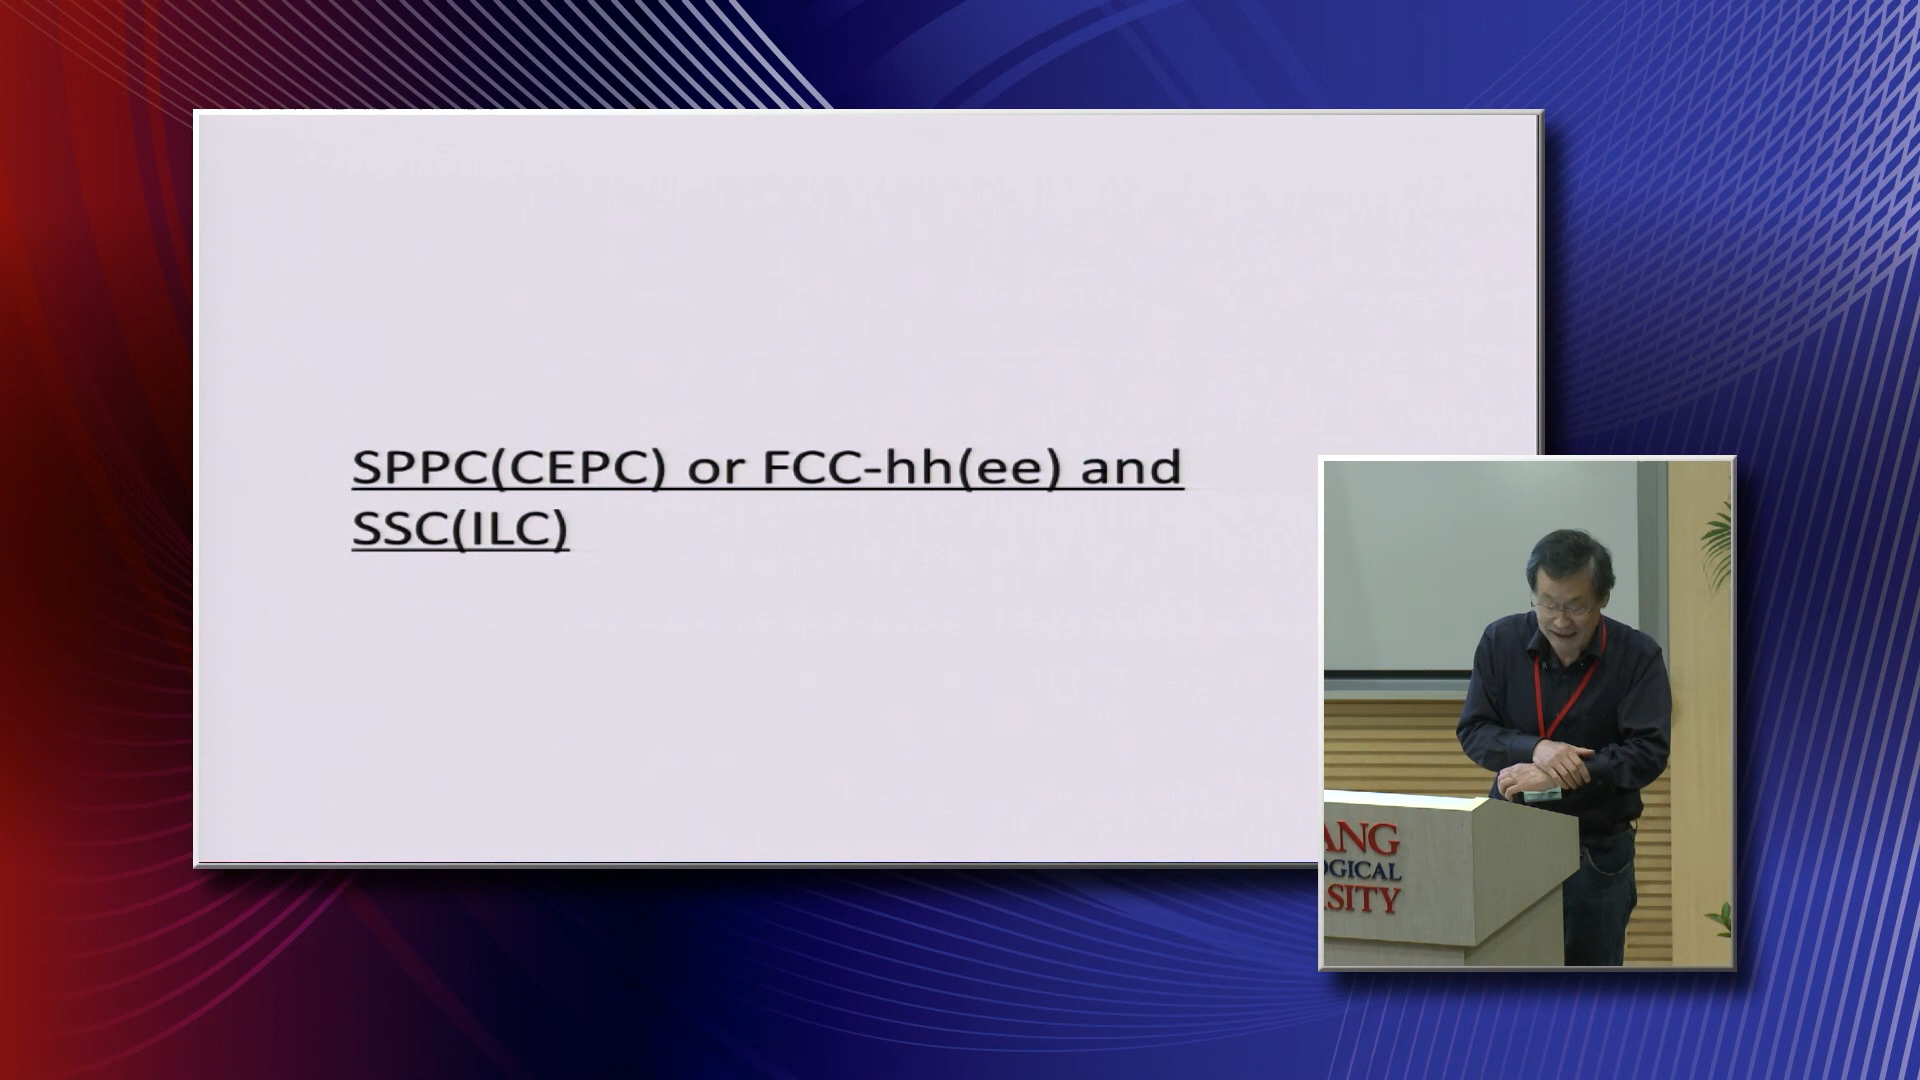 SPPC(CEPC) or FCC-hh(ee) and
SSC(ILC)
ANG
OGICAL
SITY